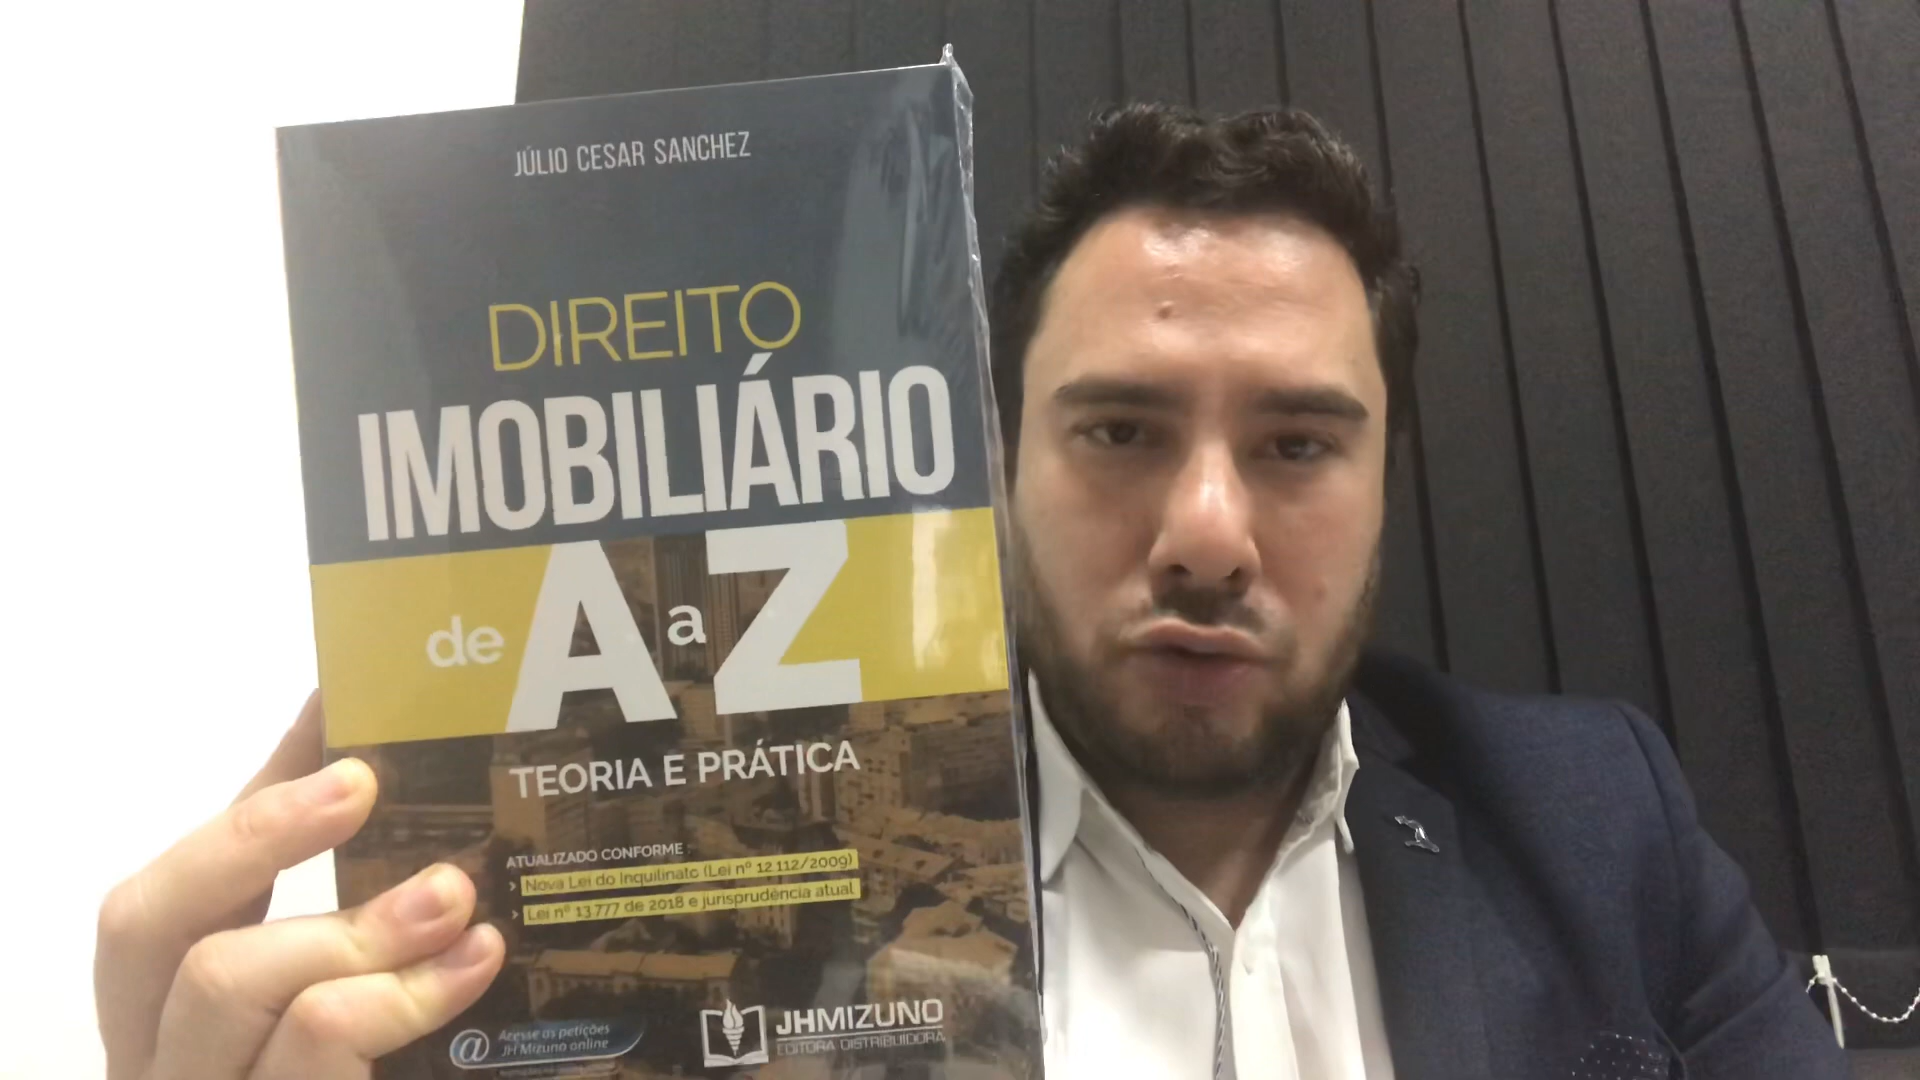 JÚLIO CESAR SANCHEZ
DIREITO
IMOBILIÁRIO
de A a Z
TEORIA E PRÁTICA
ATUALIZADO CONFORME :
› Nova Lei do Inquilinato (Lei nº 12 112/2009)
› Lei nº 13 777 de 2018 e jurisprudência atual
@ Acesse as petições
JH Mizuno online
JHMIZUNO
EDITORA DISTRIBUIDORA